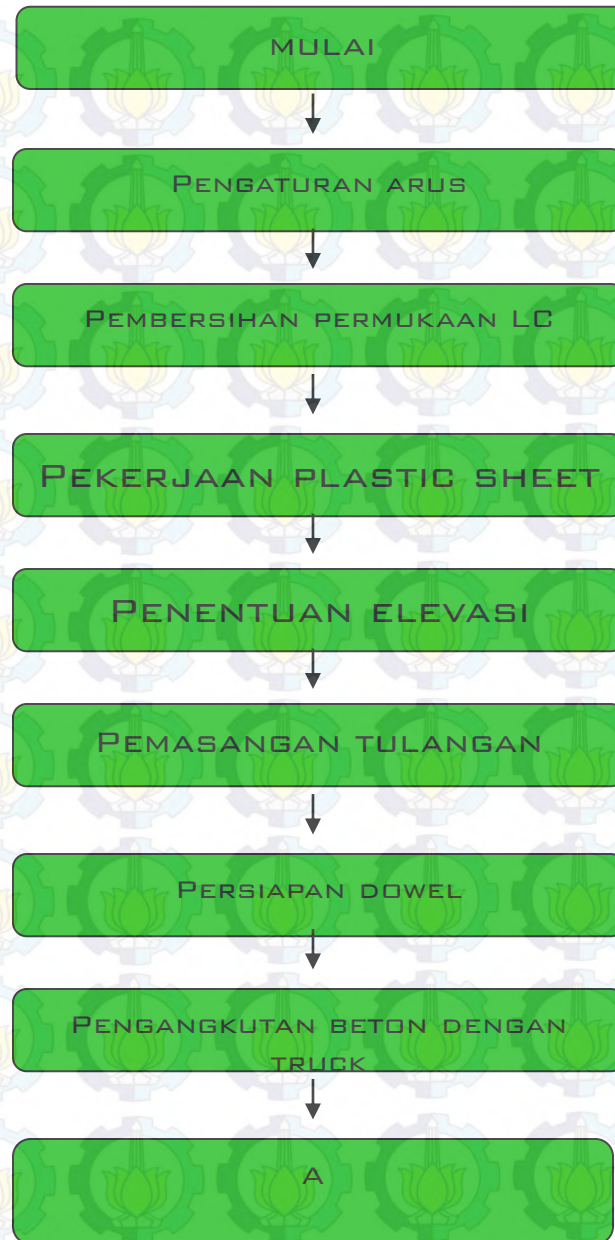 MULAI
PENGATURAN ARUS
PEMBERSIHAN PERMUKAAN LC
PEKERJAAN PLASTIC SHEET
PENENTUAN ELEVASI
PEMASANGAN TULANGAN
PERSIAPAN DOWEL
PENGANGKUTAN BETON DENGAN
TRUCK
A